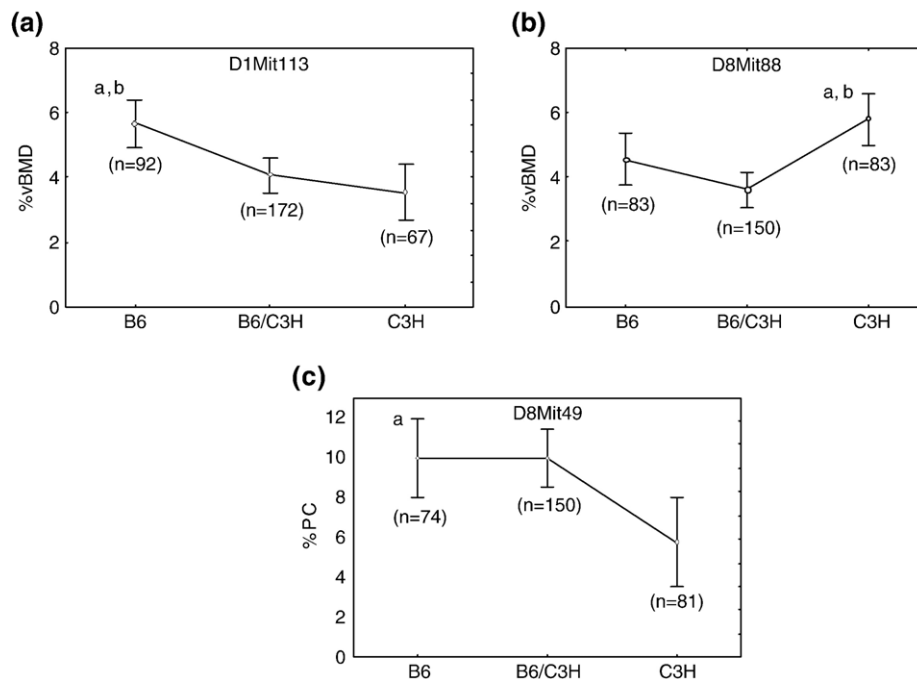 (a)
D1Mit113
%vBMD
8
6
4
2
0
a,b
(n=92)
(n=172)
(n=67)
B6
B6/C3H
C3H
(b)
D8Mit88
%vBMD
8
6
4
2
0
a, b
(n=83)
(n=150)
(n=83)
B6
B6/C3H
C3H
(c)
D8Mit49
%PC
12
10
8
6
4
2
0
a
(n=74)
(n=150)
(n=81)
B6
B6/C3H
C3H